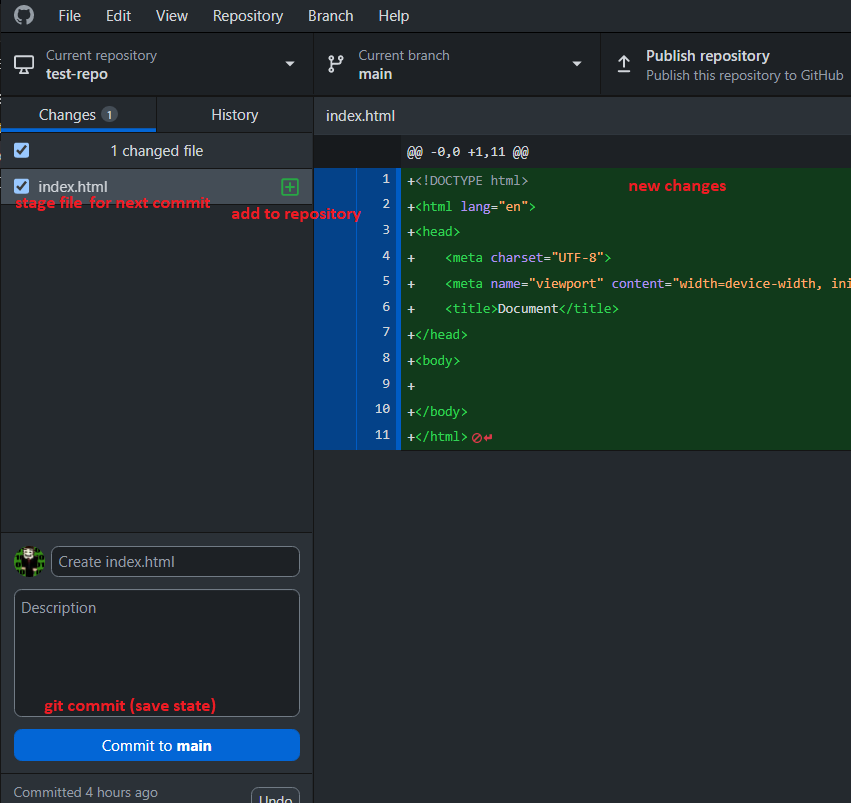 File Edit View Repository Branch Help
Current repository
test-repo
Current branch
main
Publish repository
Publish this repository to GitHub
Changes 1
History
index.html
1 changed file
@@ -0,0 +1,11 @@
index.html
stage file for next commit
add to repository
new changes
1 +<!DOCTYPE html>
2 +<html lang="en">
3 +<head>
4 +    <meta charset="UTF-8">
5 +    <meta name="viewport" content="width=device-width, ini
6 +    <title>Document</title>
7 +</head>
8 +<body>
9 +
10 +</body>
11 +</html>
Create index.html
Description
git commit (save state)
Commit to main
Committed 4 hours ago
Undo